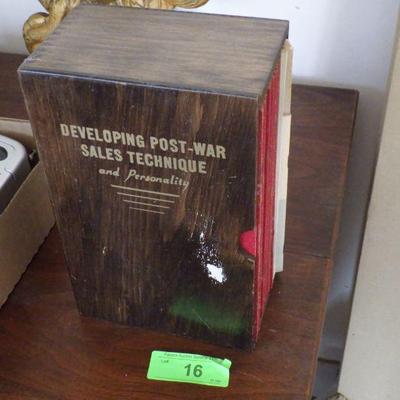 DEVELOPING POST-WAR
SALES TECHNIQUE
and Personality
16